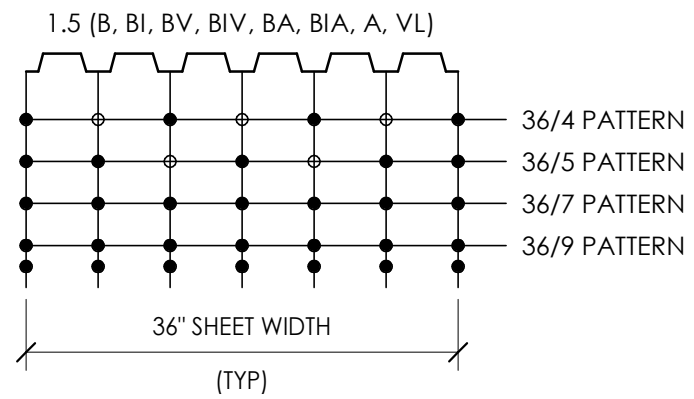 1.5 (B, BI, BV, BIV, BA, BIA, A, VL)
36/4 PATTERN
36/5 PATTERN
36/7 PATTERN
36/9 PATTERN
36" SHEET WIDTH
(TYP)